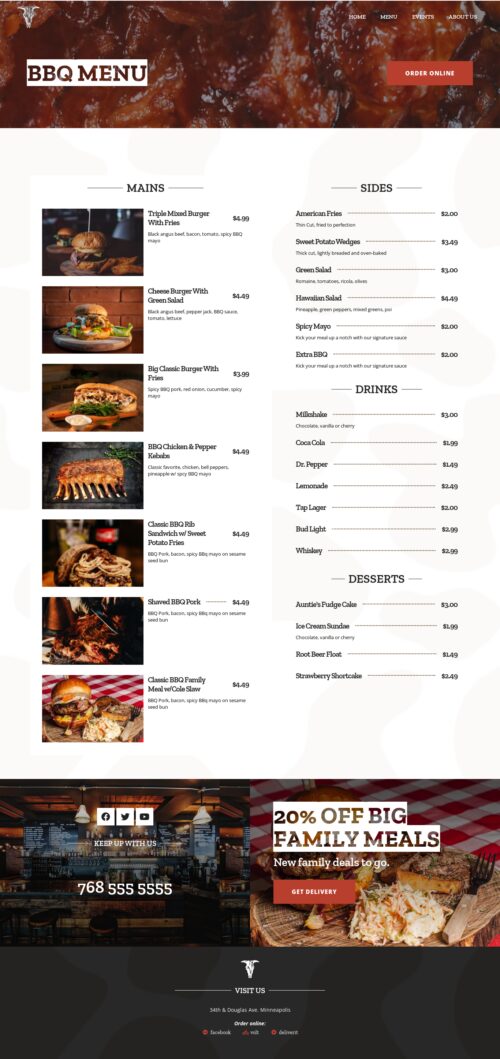 HOME MENU EVENTS ABOUT US
BBQ MENU
ORDER ONLINE
MAINS
Triple Mixed Burger
With Fries
$4.99
Black angus beef, bacon, tomato, spicy BBQ
mayo
Cheese Burger With
Green Salad
$4.49
Black angus beef, pepper jack, BBQ sauce,
tomato, lettuce
Big Classic Burger With
Fries
$3.99
Spicy BBQ pork, red onion, cucumber, spicy
mayo
BBQ Chicken & Pepper
Kebabs
$4.49
Classic favorite, chicken, bell peppers,
pineapple w/ spcy BBQ mayo
Classic BBQ Rib
Sandwich w/ Sweet
Potato Fries
$4.49
BBQ Pork, bacon, spicy BBq mayo on sesame
seed bun
Shaved BBQ Pork $4.49
BBQ Pork, bacon, spicy BBq mayo on sesame
seed bun
Classic BBQ Family
Meal w/Cole Slaw
$4.49
BBQ Pork, bacon, spicy BBq mayo on sesame
seed bun
SIDES
American Fries $2.00
Thin Cut, fried to perfection
Sweet Potato Wedges $3.49
Thick cut, lightly breaded and oven-baked
Green Salad $3.00
Romaine, tomatoes, ricola, olives
Hawaiian Salad $4.49
Pineapple, green peppers, mixed greens, poi
Spicy Mayo $2.00
Kick your meal up a notch with our signature sauce
Extra BBQ $2.00
Kick your meal up a notch with our signature sauce
DRINKS
Milkshake $3.00
Chocolate, vanilla or cherry
Coca Cola $1.99
Dr. Pepper $1.49
Lemonade $2.49
Tap Lager $2.00
Bud Light $2.99
Whiskey $2.99
DESSERTS
Auntie's Fudge Cake $3.00
Ice Cream Sundae $1.99
Chocolate, vanilla or cherry
Root Beer Float $1.49
Strawberry Shortcake $2.49
KEEP UP WITH US
768 555 5555
20% OFF BIG
FAMILY MEALS
New family deals to go.
GET DELIVERY
VISIT US
34th & Douglas Ave. Minneapolis
Order online:
facebook volt deliverit